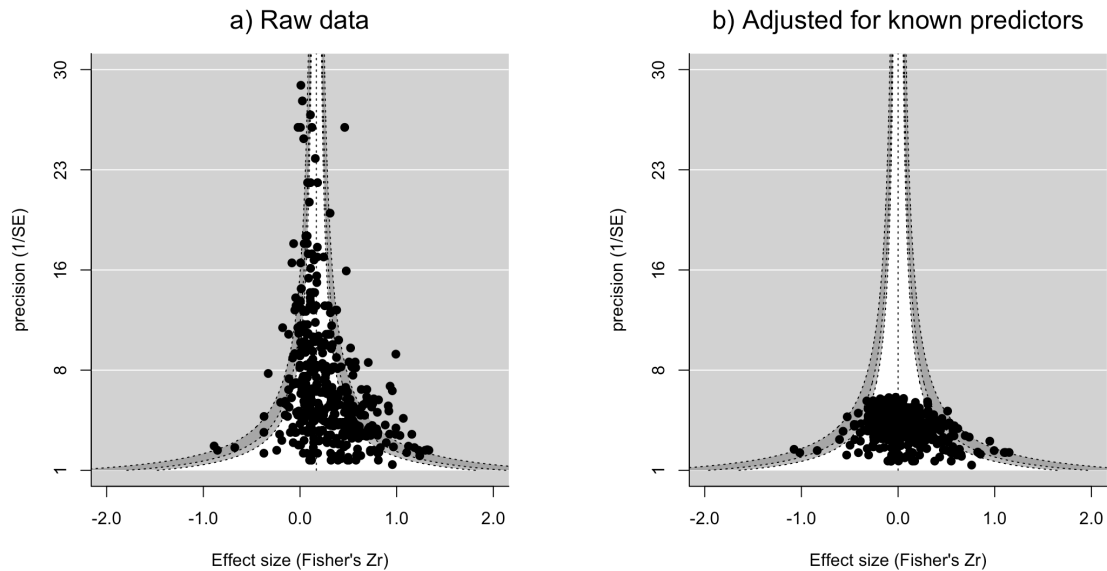 a) Raw data
30
23
16
8
1
precision (1/SE)
-2.0 -1.0 0.0 1.0 2.0
Effect size (Fisher's Zr)
b) Adjusted for known predictors
30
23
16
8
1
precision (1/SE)
-2.0 -1.0 0.0 1.0 2.0
Effect size (Fisher's Zr)